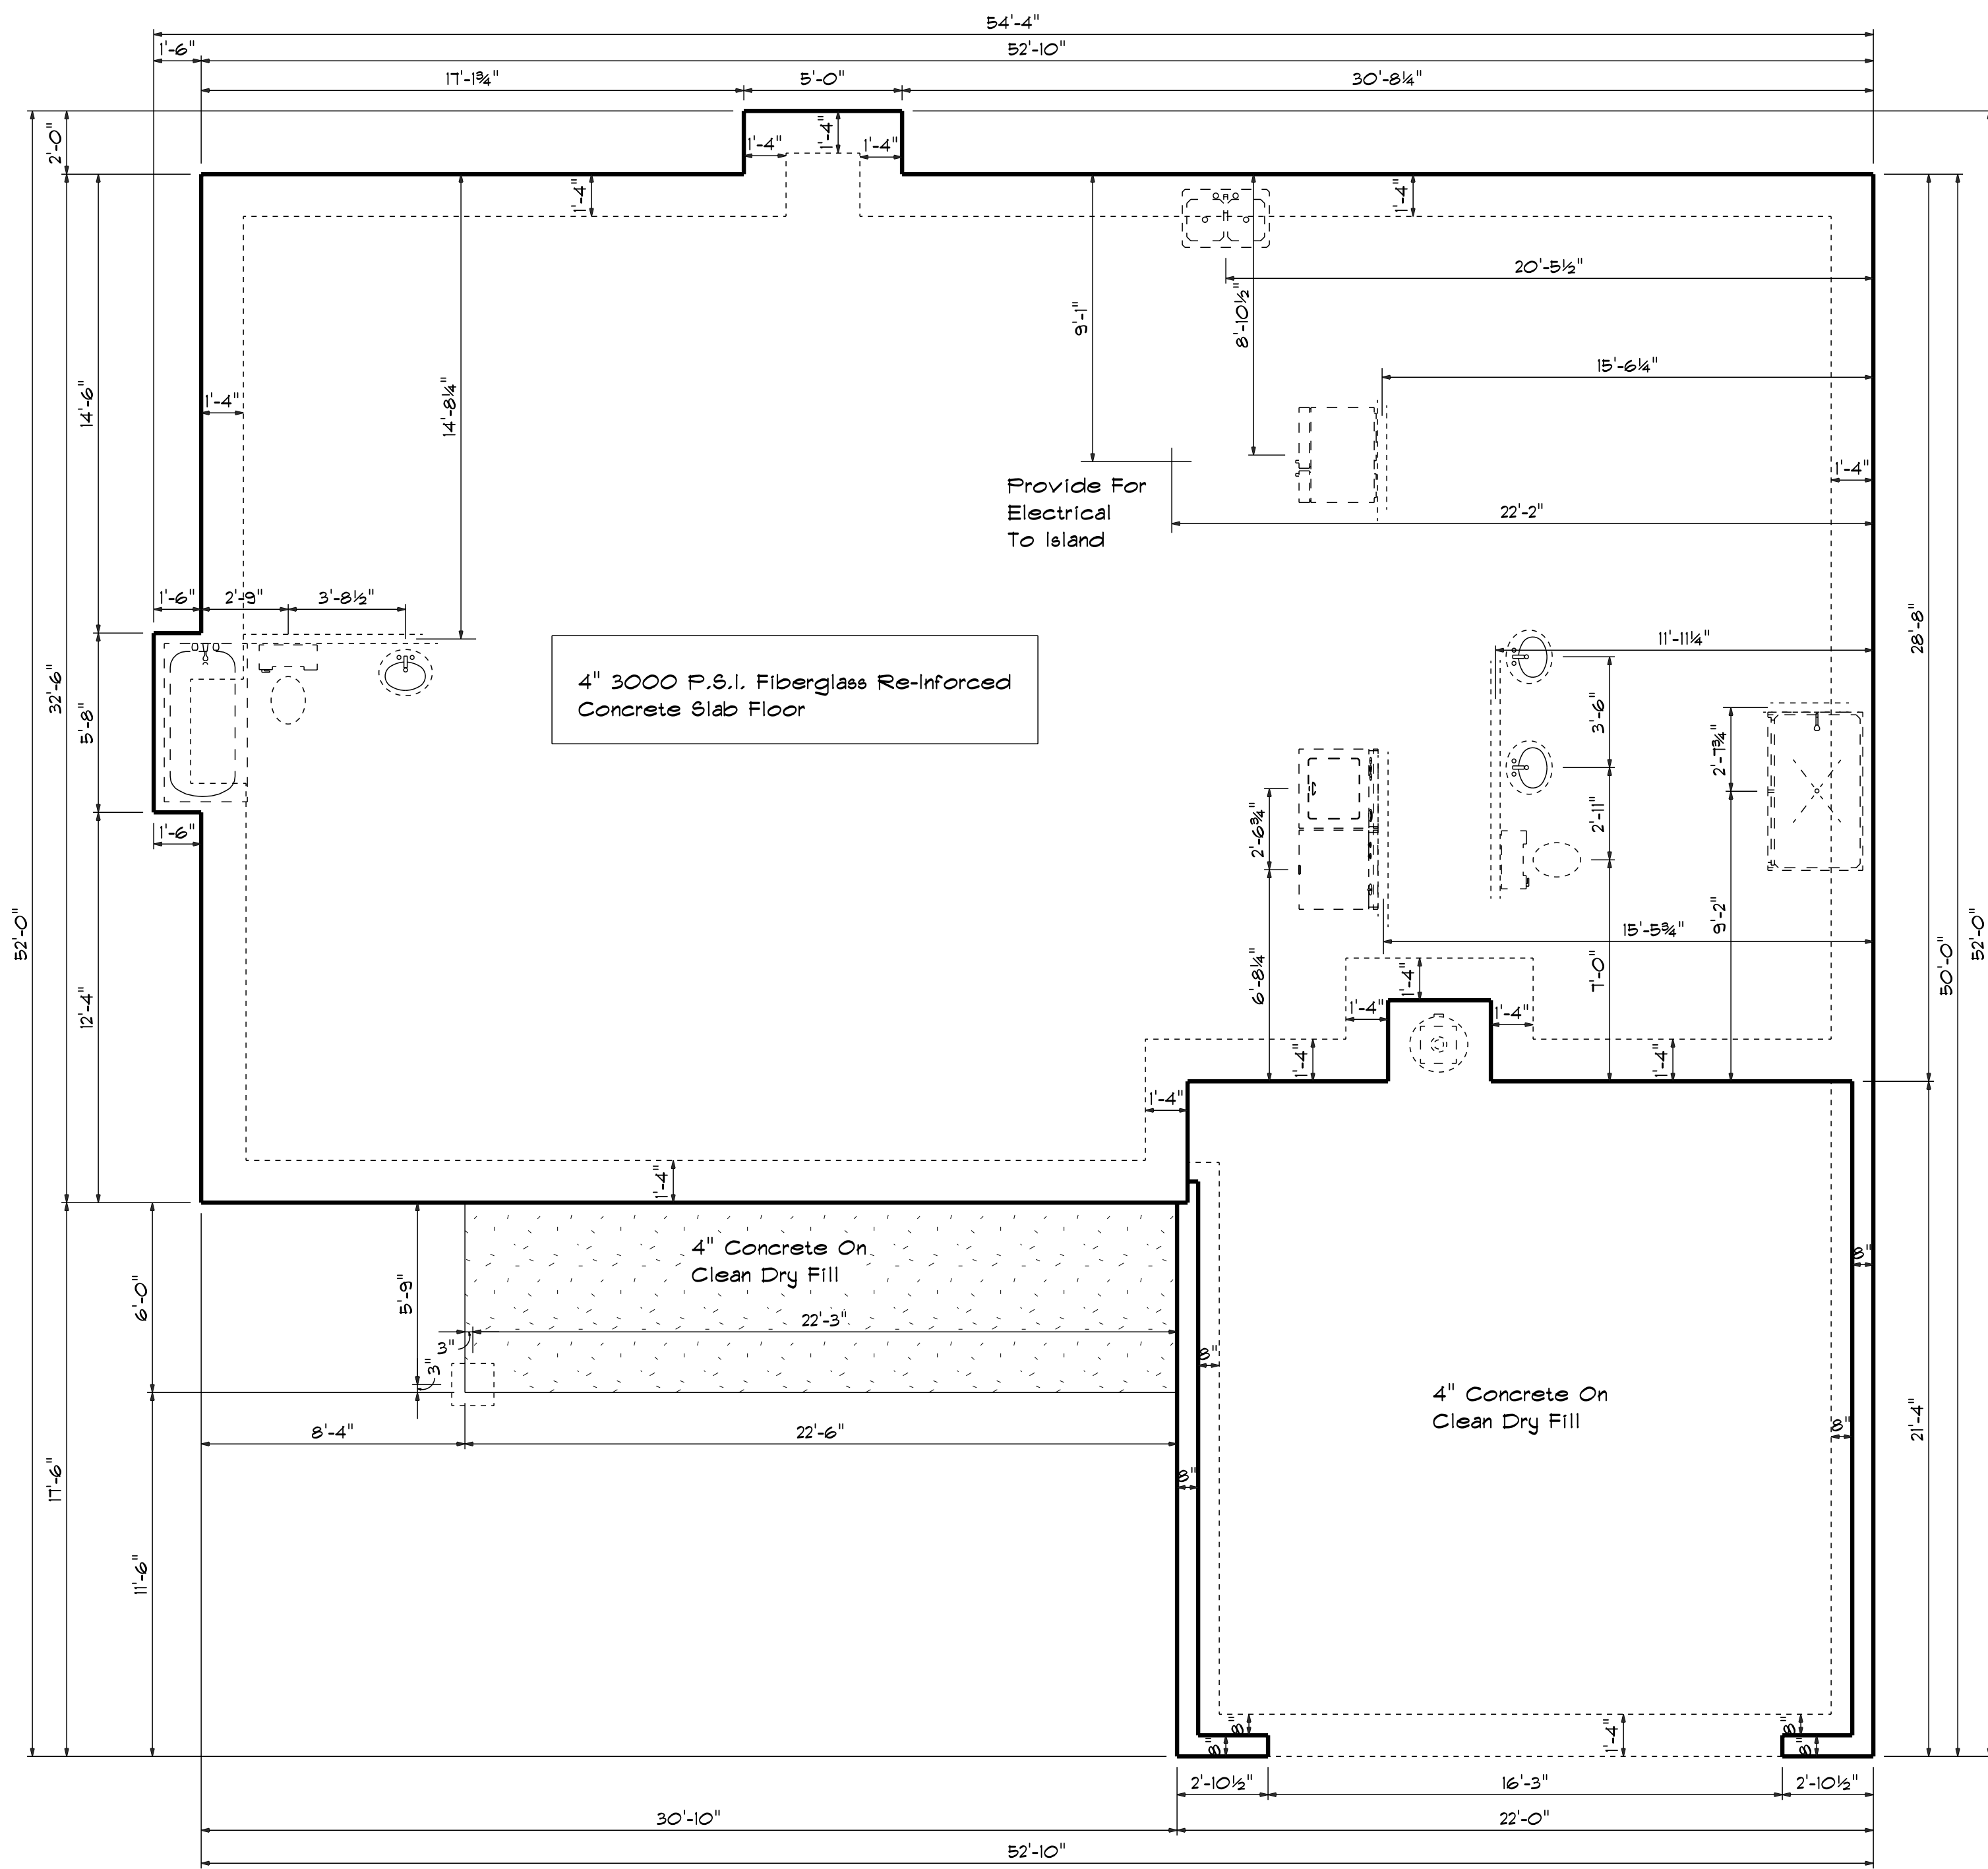 54'-4"
1'-6" 52'-10"
17'-1¾" 5'-0" 30'-8¼"
2'-0"
1'-4" 1'-4" 1'-4"
1'-4" 1'-4"
20'-5½"
9'-1" 8'-10½"
15'-6¼"
14'-6" 1'-4" 14'-8¼"
1'-4"
Provide For
Electrical
To Island
22'-2"
1'-6" 2'-9" 3'-8½"
28'-8"
11'-11¼"
32'-6"
4" 3000 P.S.I. Fiberglass Re-Inforced
Concrete Slab Floor
3'-6"
5'-8"
2'-7¾"
1'-6"
2'-6¾" 2'-11"
52'-0"
9'-2"
15'-5¾"
50'-0" 52'-0"
12'-4"
6'-8¼" 1'-4" 7'-0"
1'-4" 1'-4"
1'-4" 1'-4"
1'-4"
1'-4"
4" Concrete On
Clean Dry Fill
8"
6'-0" 5'-9"
22'-3"
3"
3"
8"
4" Concrete On
Clean Dry Fill
21'-4"
8'-4" 22'-6"
8"
17'-6"
8"
11'-6"
8" 1'-4" 8"
8" 8"
2'-10½" 16'-3" 2'-10½"
30'-10" 22'-0"
52'-10"